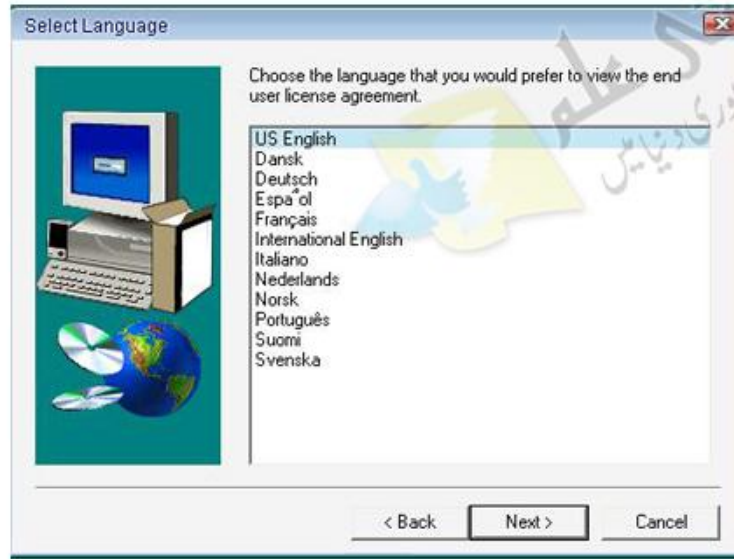 Select Language
Choose the language that you would prefer to view the end
user license agreement.
US English
Dansk
Deutsch
Espa˜ol
Français
International English
Italiano
Nederlands
Norsk
Português
Suomi
Svenska
< Back
Next >
Cancel